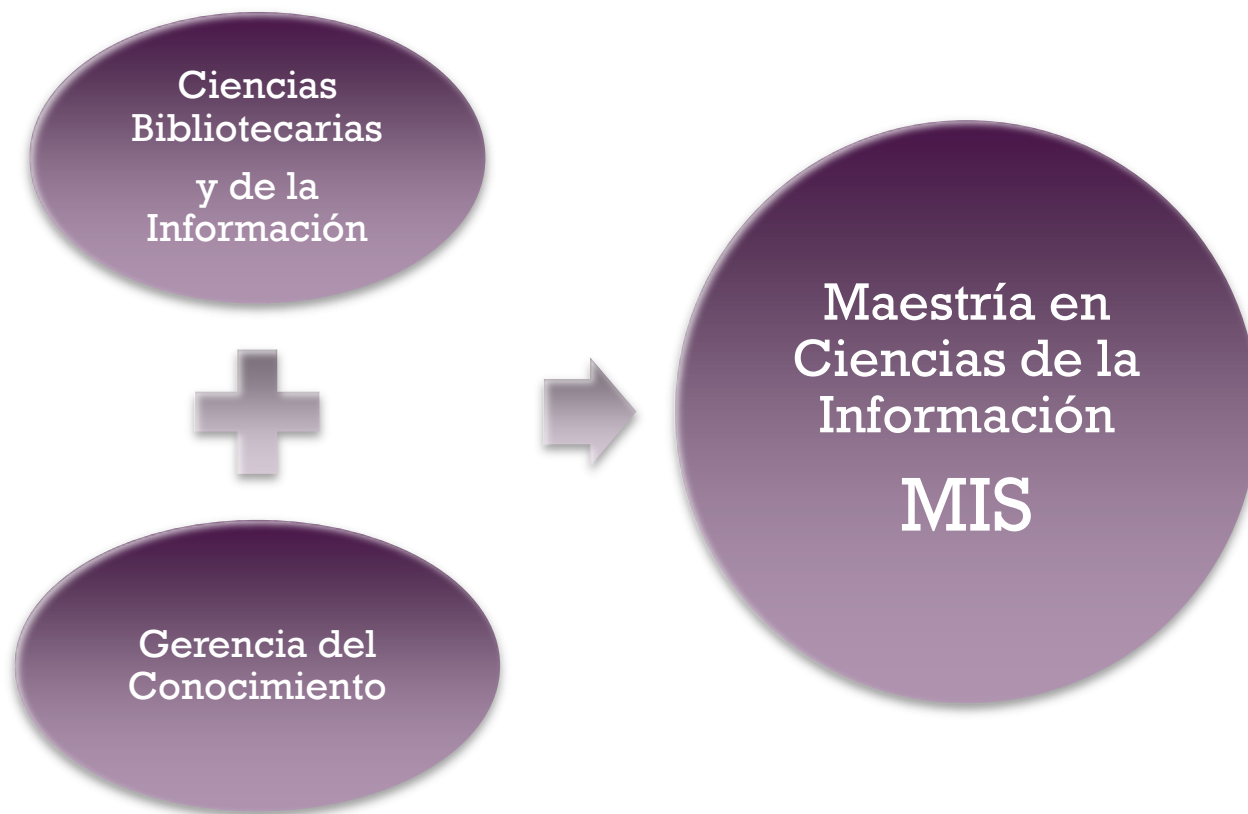 Ciencias
Bibliotecarias
y de la
Información
Gerencia del
Conocimiento
Maestría en
Ciencias de la
Información
MIS